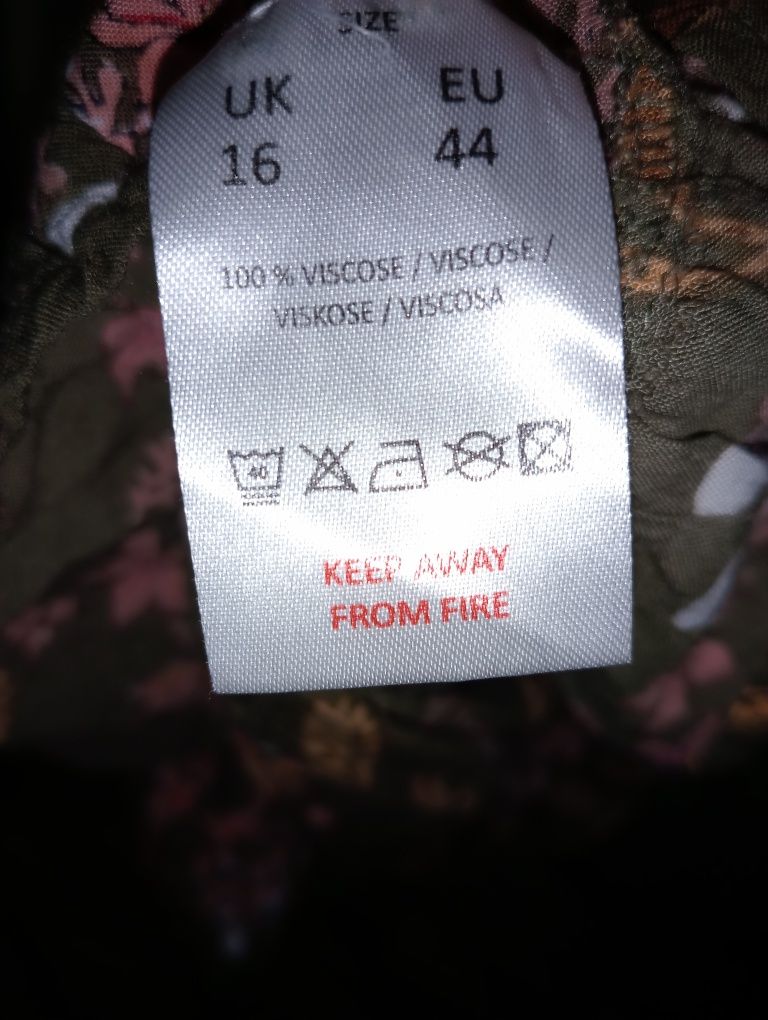 SIZE
UK EU
16 44
100 % VISCOSE / VISCOSE /
VISKOSE / VISCOSA
40
KEEP AWAY
FROM FIRE